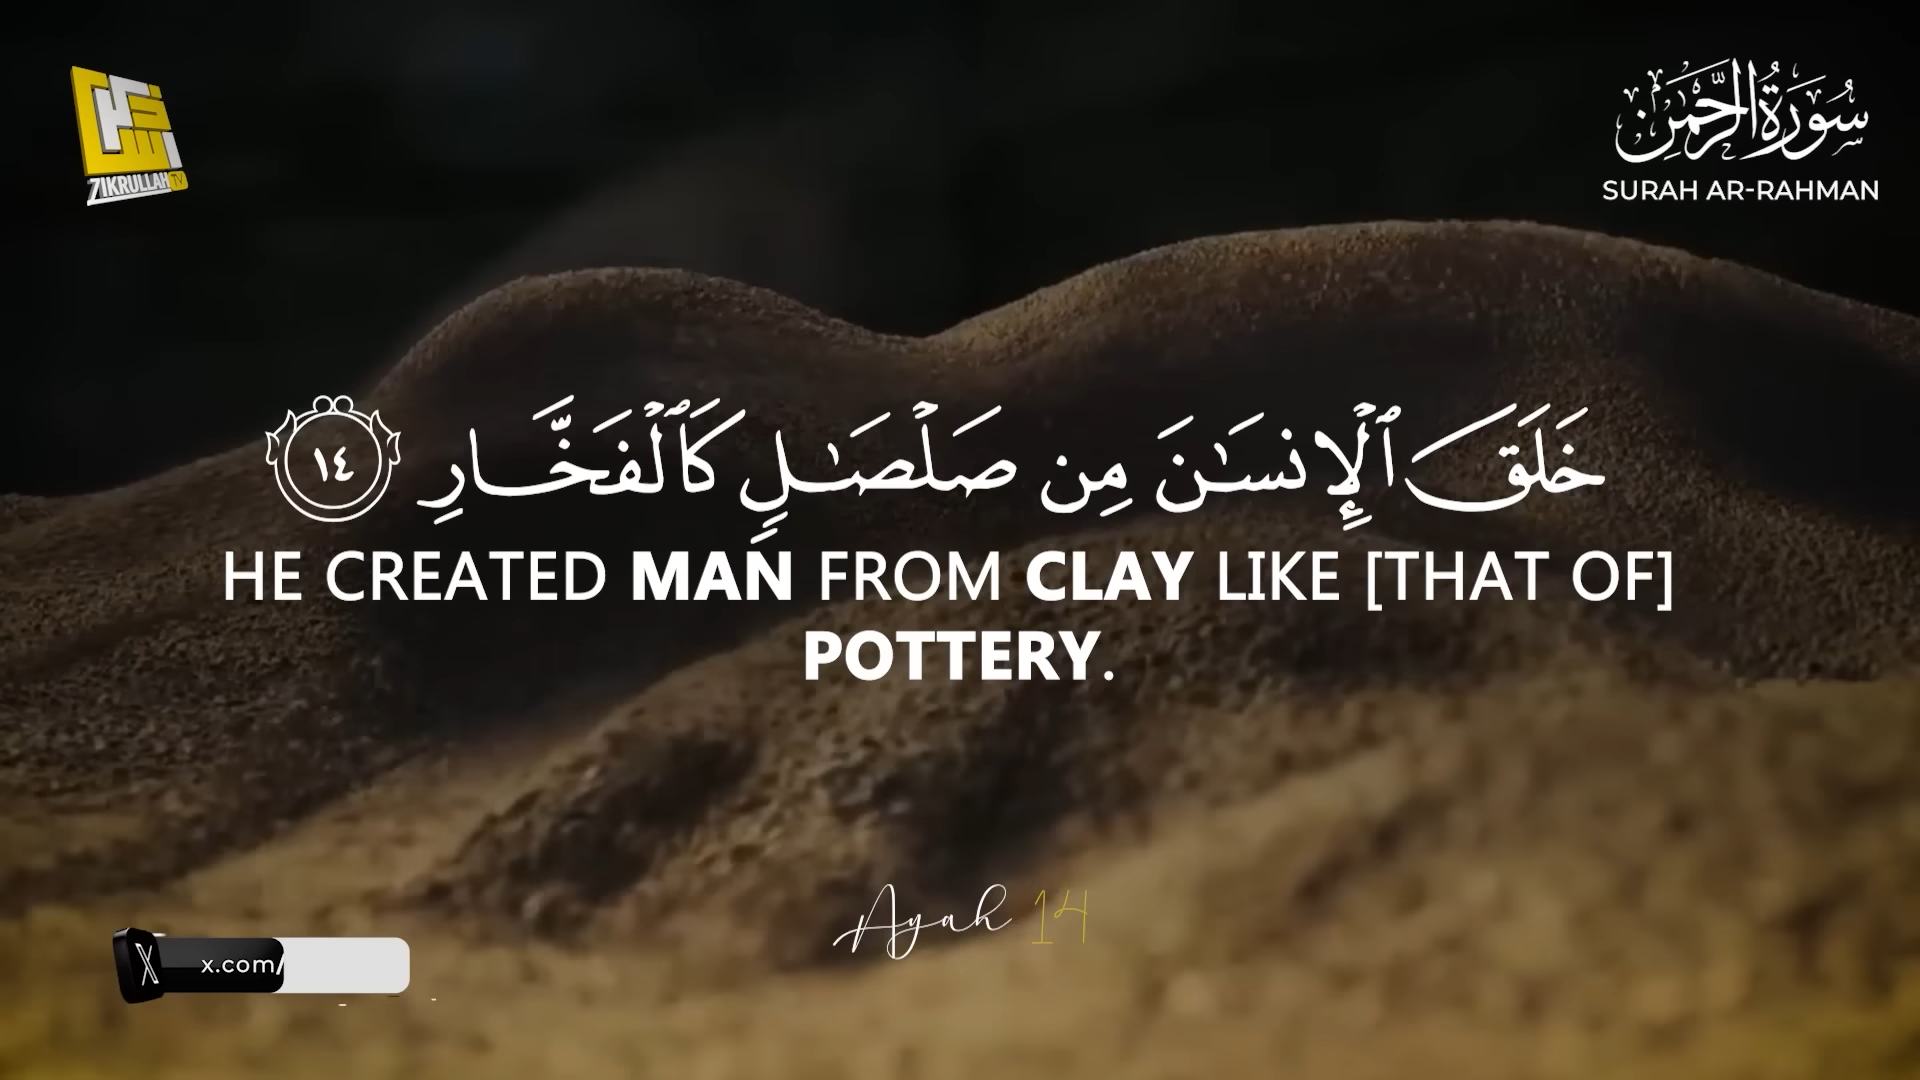 ZIKRULLAH TV
سُورَةُ الرَّحْمَٰن
SURAH AR-RAHMAN
خَلَقَ ٱلْإِنسَـٰنَ مِن صَلْصَـٰلٍ كَٱلْفَخَّارِ ١٤
HE CREATED MAN FROM CLAY LIKE [THAT OF]
POTTERY.
Ayah 14
X x.com/